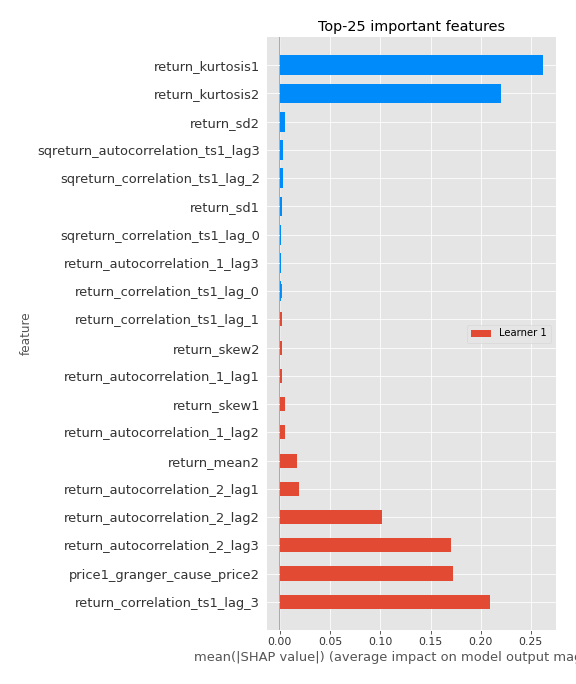 Top-25 important features
return_kurtosis1
return_kurtosis2
return_sd2
sqreturn_autocorrelation_ts1_lag3
sqreturn_correlation_ts1_lag_2
return_sd1
sqreturn_correlation_ts1_lag_0
return_autocorrelation_1_lag3
return_correlation_ts1_lag_0
return_correlation_ts1_lag_1
return_skew2
return_autocorrelation_1_lag1
return_skew1
return_autocorrelation_1_lag2
return_mean2
return_autocorrelation_2_lag1
return_autocorrelation_2_lag2
return_autocorrelation_2_lag3
price1_granger_cause_price2
return_correlation_ts1_lag_3
feature
Learner 1
0.00 0.05 0.10 0.15 0.20 0.25
mean(|SHAP value|) (average impact on model output mag